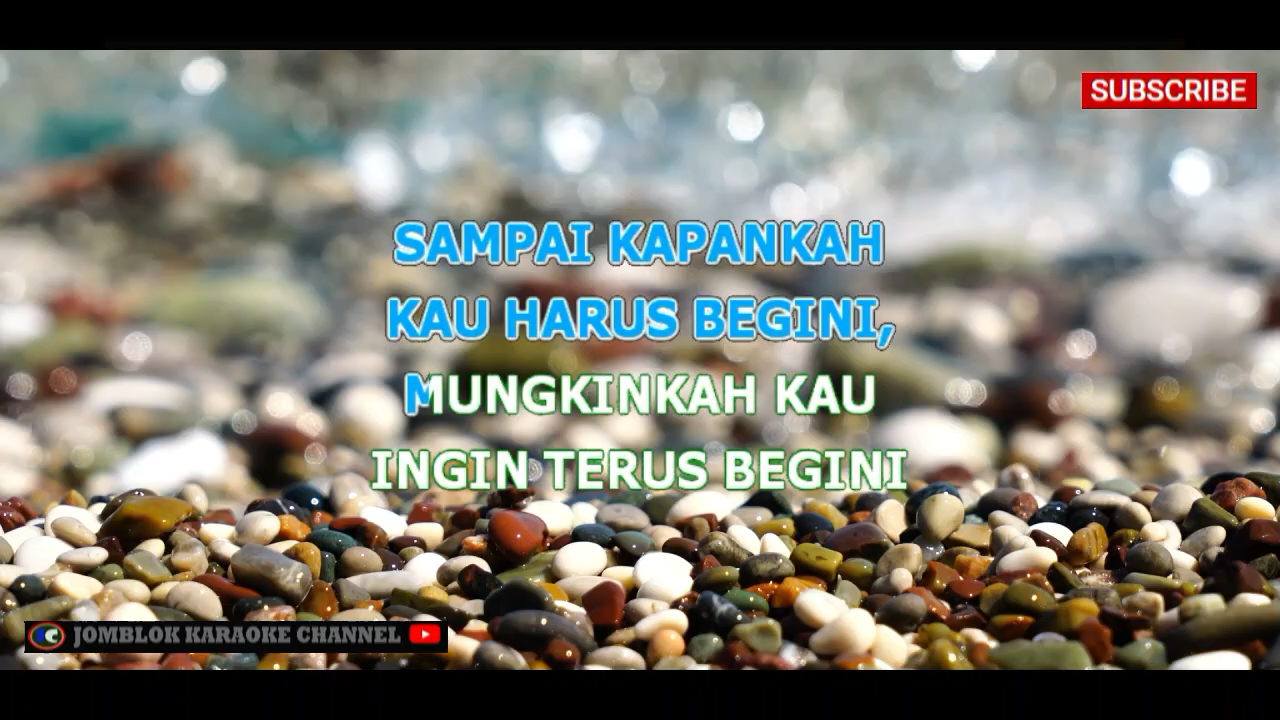 SUBSCRIBE
SAMPAI KAPANKAH
KAU HARUS BEGINI,
MUNGKINKAH KAU
INGIN TERUS BEGINI
JOMBLOK KARAOKE CHANNEL